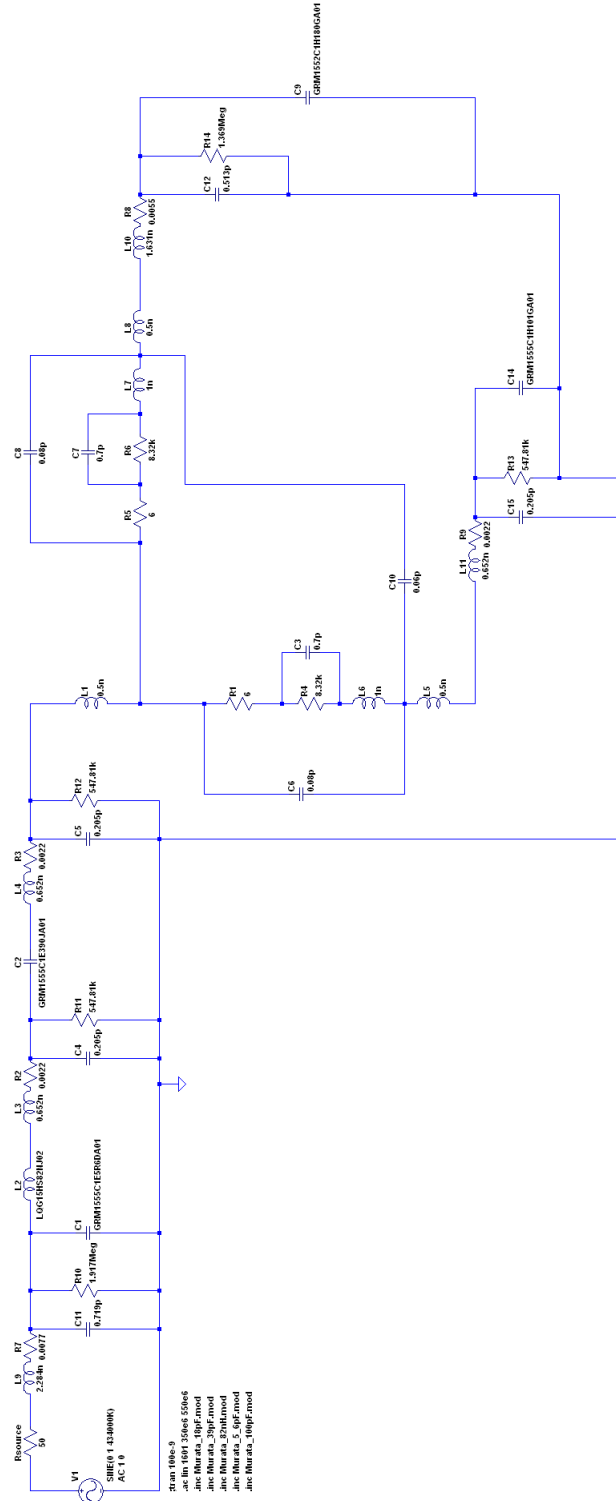 V1
SINE(0 1 434000K)
AC 1 0
Rsource
50
L9
2.284n
R7
0.0077
C11
0.719p
R10
1.917Meg
C1
GRM1555C1E5R6DA01
L2
LQG15HS82NJ02
L3
0.652n
R2
0.0022
C4
0.205p
R11
547.81k
C2
GRM1555C1E390JA01
L4
0.652n
R3
0.0022
C5
0.205p
R12
547.81k
L1
0.5n
C6
0.08p
R1
6
R4
8.32k
C3
0.7p
L6
1n
L5
0.5n
C10
0.06p
C8
0.08p
C7
0.7p
R5
6
R6
8.32k
L7
1n
L8
0.5n
L10
1.631n
R8
0.0055
C12
0.513p
R14
1.369Meg
C9
GRM1552C1H180GA01
L11
0.652n
R9
0.0022
C15
0.205p
R13
547.81k
C14
GRM1555C1H101GA01
;tran 100e-9
.ac lin 1601 350e6 550e6
.inc Murata_18pF.mod
.inc Murata_39pF.mod
.inc Murata_82nH.mod
.inc Murata_5_6pF.mod
.inc Murata_100pF.mod